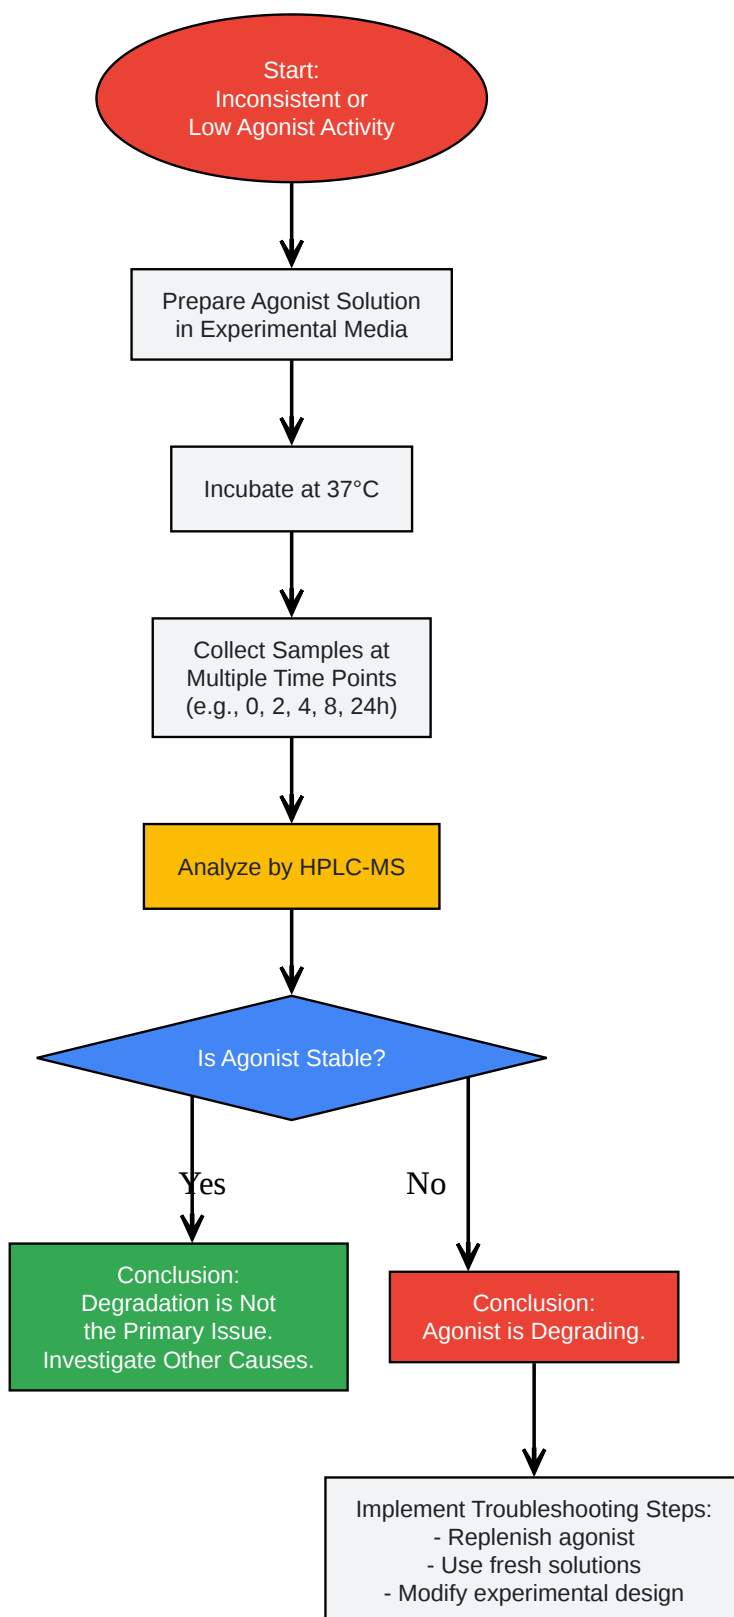 Start:
Inconsistent or
Low Agonist Activity
Prepare Agonist Solution
in Experimental Media
Incubate at 37°C
Collect Samples at
Multiple Time Points
(e.g., 0, 2, 4, 8, 24h)
Analyze by HPLC-MS
Is Agonist Stable?
Yes
No
Conclusion:
Degradation is Not
the Primary Issue.
Investigate Other Causes.
Conclusion:
Agonist is Degrading.
Implement Troubleshooting Steps:
- Replenish agonist
- Use fresh solutions
- Modify experimental design